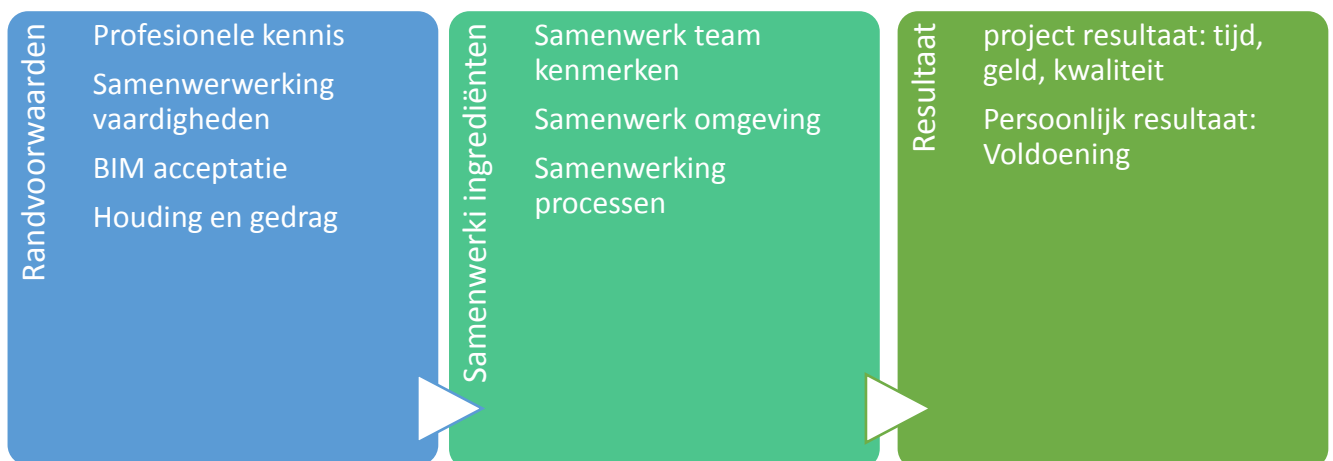 Randvoorwaarden
Profesionele kennis
Samenwerwerking
vaardigheden
BIM acceptatie
Houding en gedrag
Samenwerki ingrediënten
Samenwerk team
kenmerken
Samenwerk omgeving
Samenwerking
processen
Resultaat
project resultaat: tijd,
geld, kwaliteit
Persoonlijk resultaat:
Voldoening